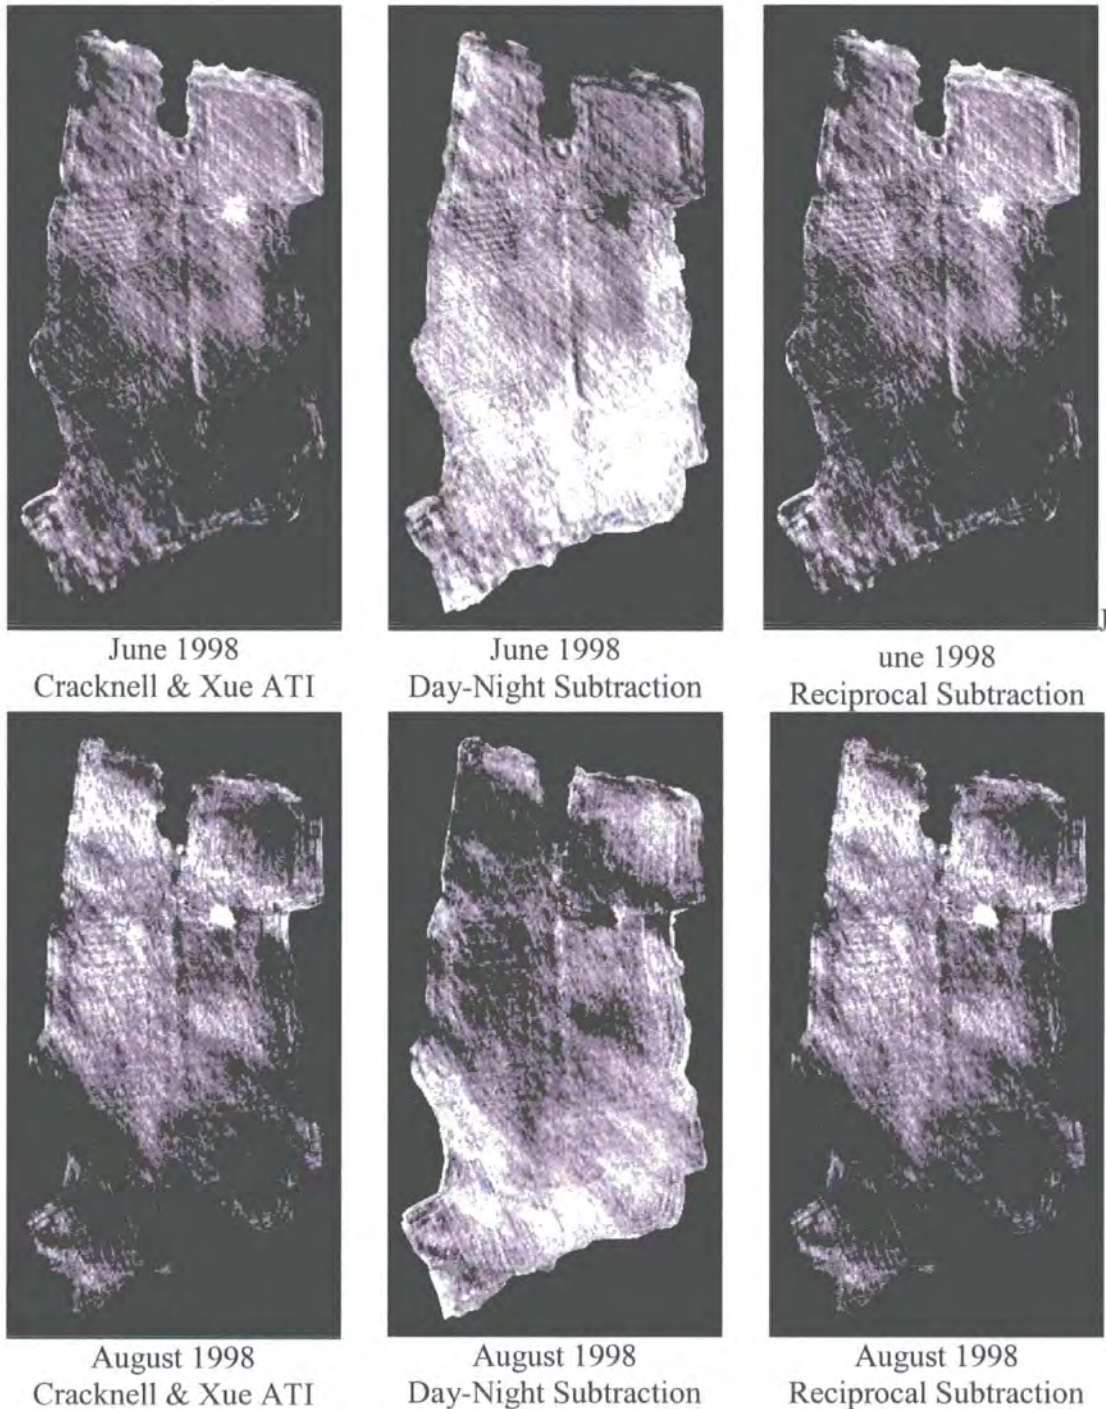 June 1998
Cracknell & Xue ATI
June 1998
Day-Night Subtraction
J
une 1998
Reciprocal Subtraction
August 1998
Cracknell & Xue ATI
August 1998
Day-Night Subtraction
August 1998
Reciprocal Subtraction